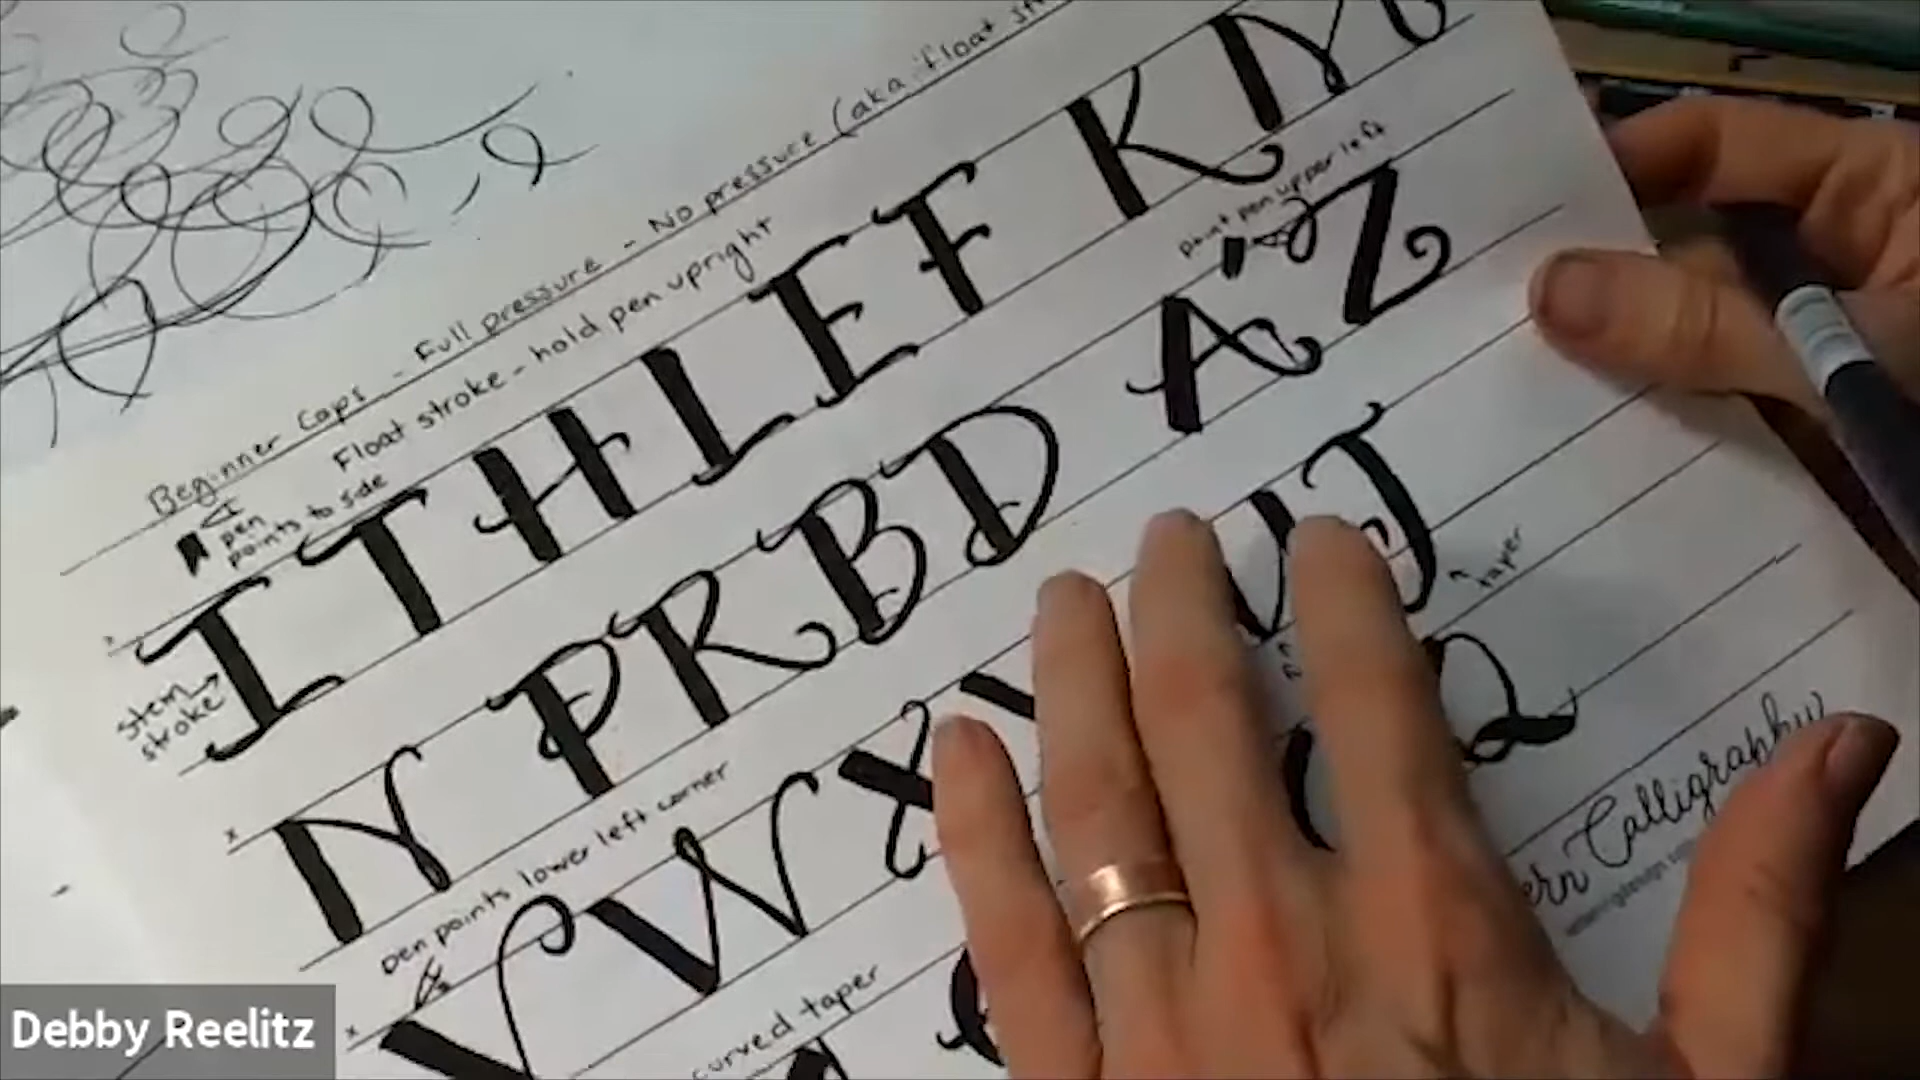 Beginner Caps - Full pressure - No pressure (aka float
Float stroke - hold pen upright
pen
points to side
I T H L E F K M
stem
stroke
point pen upper left
N P R B D A Z
pen points lower left corner
V W X J
taper
curved taper
Q
ern Calligraphy
Debby Reelitz